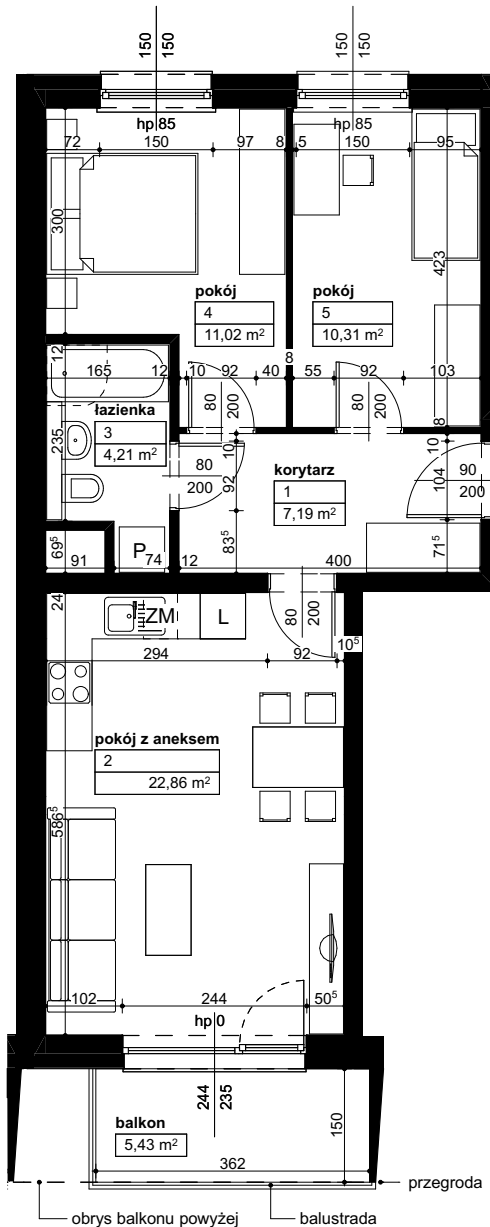 150 150
150 150
hp 85
hp 85
72 150 97 8 5 150 95
300
423
pokój
4
11,02 m²
pokój
5
10,31 m²
8
12
165 12 10 92 40 55 92 103
80 200
80 200
8
łazienka
3
4,21 m²
235
80
200
10
92
korytarz
1
7,19 m²
10
104
90
200
69⁵
91
P
74
12
83⁵
400
71⁵
24
ZM
L
80 200
10⁵
294 92
pokój z aneksem
2
22,86 m²
586⁵
102 244 50⁵
hp 0
244 235
balkon
5,43 m²
150
362
przegroda
obrys balkonu powyżej
balustrada